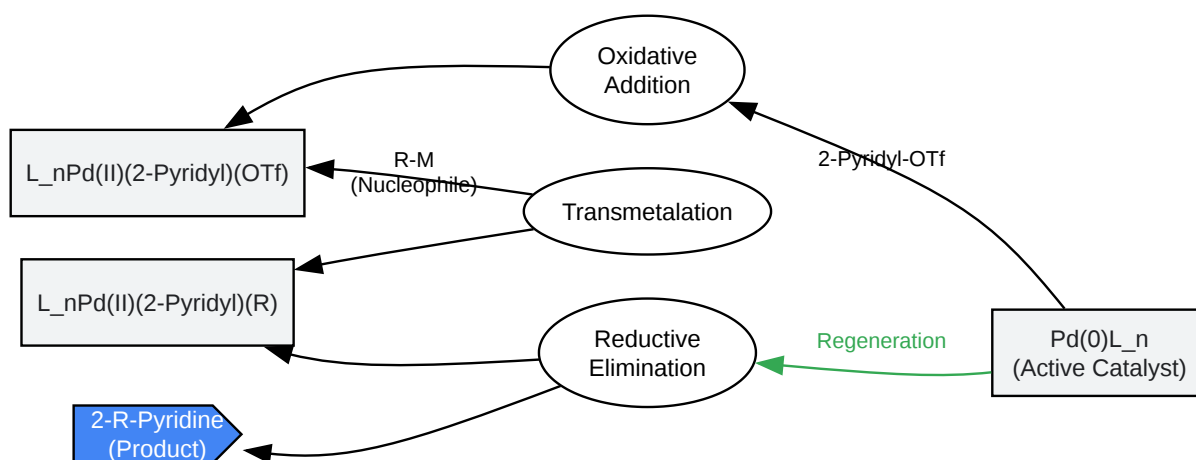 Oxidative
Addition
2-Pyridyl-OTf
L_nPd(II)(2-Pyridyl)(OTf)
R-M
(Nucleophile)
Transmetalation
L_nPd(II)(2-Pyridyl)(R)
Reductive
Elimination
Regeneration
Pd(0)L_n
(Active Catalyst)
2-R-Pyridine
(Product)